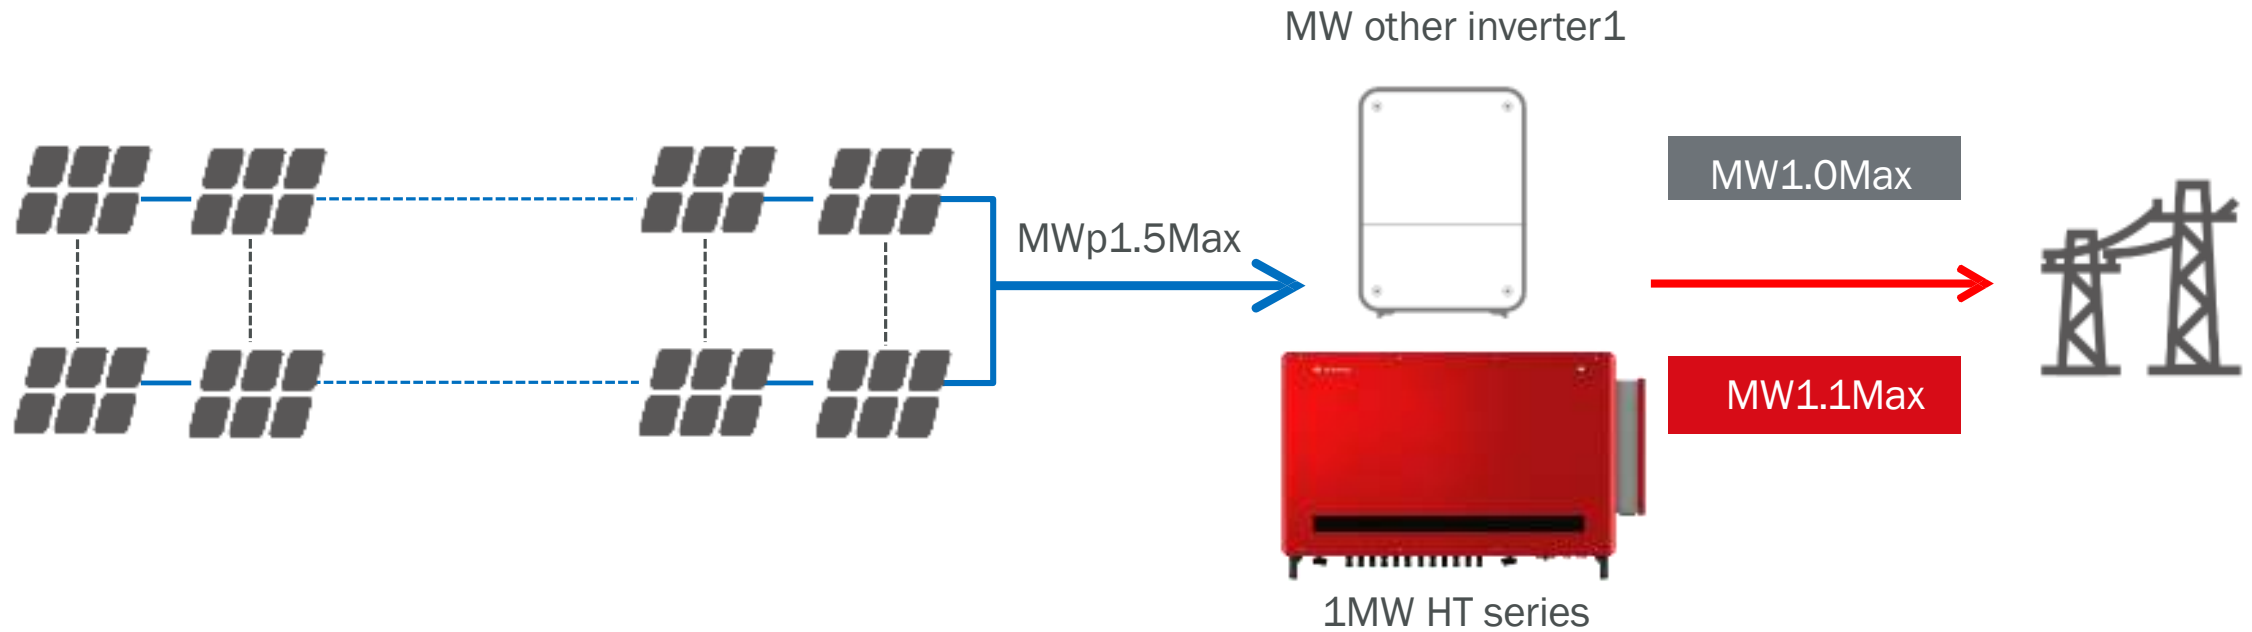 MW other inverter1
MW1.0Max
MWp1.5Max
MW1.1Max
1MW HT series